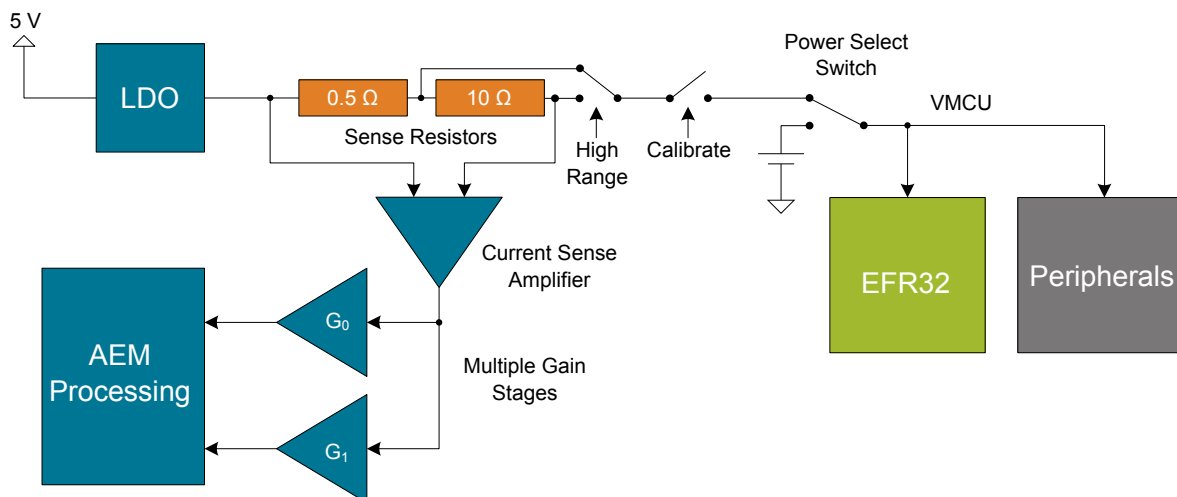 5 V
LDO
0.5 Ω
10 Ω
Sense Resistors
High
Range
Calibrate
Power Select
Switch
VMCU
Current Sense
Amplifier
EFR32
Peripherals
AEM
Processing
G₀
Multiple Gain
Stages
G₁